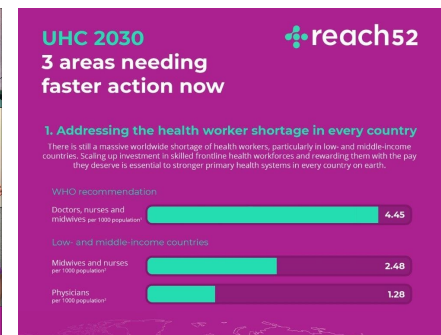 UHC 2030
reach52
3 areas needing
faster action now
1. Addressing the health worker shortage in every country
There is still a massive worldwide shortage of health workers, particularly in low- and middle-income
countries. Scaling up investment in skilled frontline health workforces and rewarding them with the pay
they deserve is essential to stronger primary health systems in every country on earth.
WHO recommendation
Doctors, nurses and
midwives per 1000 population¹
4.45
Low- and middle-income countries
Midwives and nurses
per 1000 population¹
2.48
Physicians
per 1000 population¹
1.28